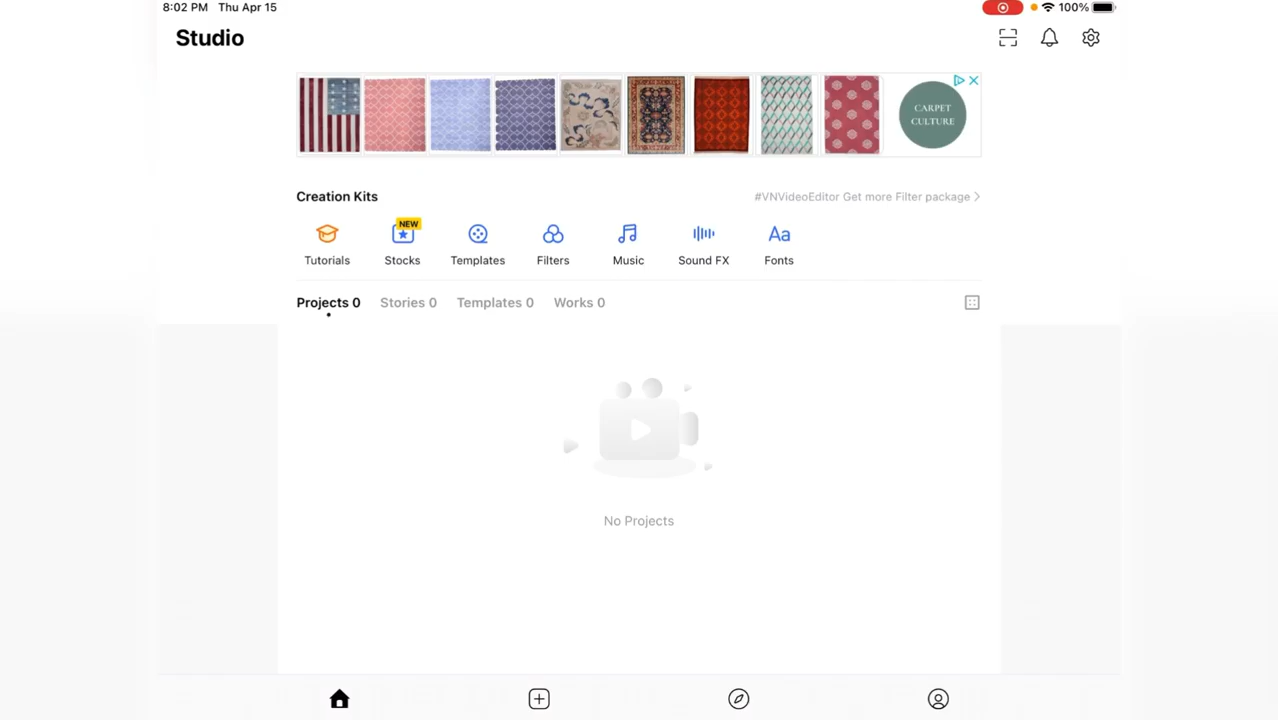 8:02 PM Thu Apr 15
100%
Studio
CARPET
CULTURE
Creation Kits
#VNVideoEditor Get more Filter package >
NEW
Tutorials
Stocks
Templates
Filters
Music
Aa
Sound FX
Fonts
Projects 0
Stories 0
Templates 0
Works 0
No Projects